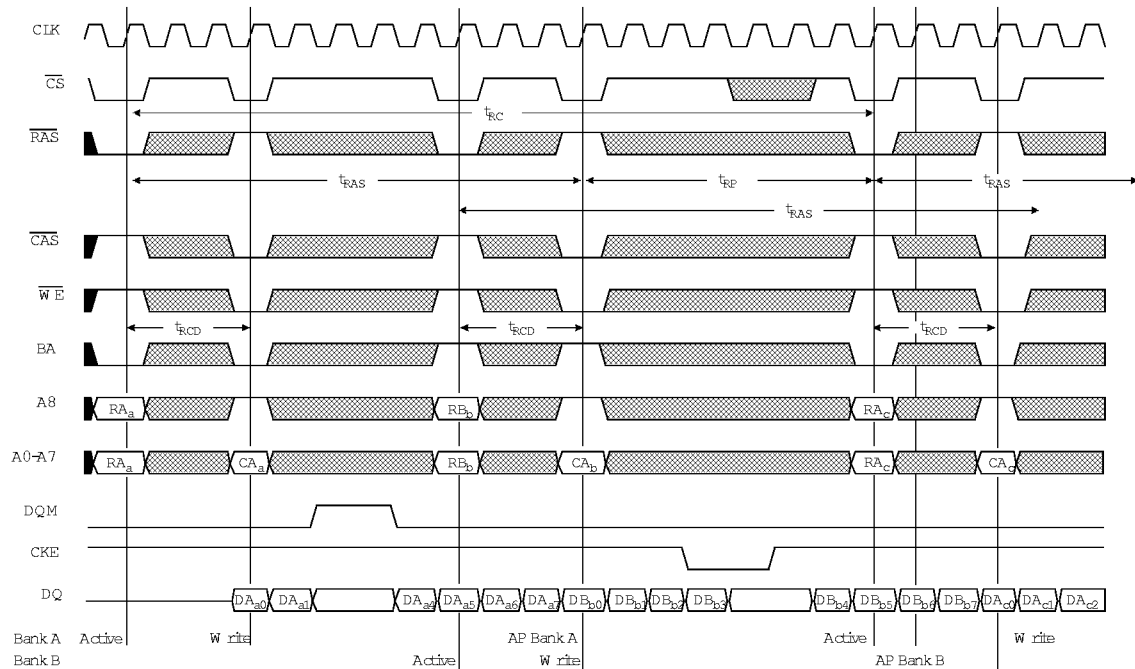 CLK
CS
tRC
RAS
tRAS tRP tRAS
tRAS
CAS
WE
tRCD tRCD tRCD
BA
A8 RAa RBb RAc
A0-A7 RAa CAa RBb CAb RAc CAc
DQM
CKE
DQ DAa0 DAa1 DAa4 DAa5 DAa6 DAa7 DBb0 DBb1 DBb2 DBb3 DBb4 DBb5 DBb6 DBb7 DAc0 DAc1 DAc2
Bank A Active Write AP Bank A Active Write
Bank B Active Write AP Bank B